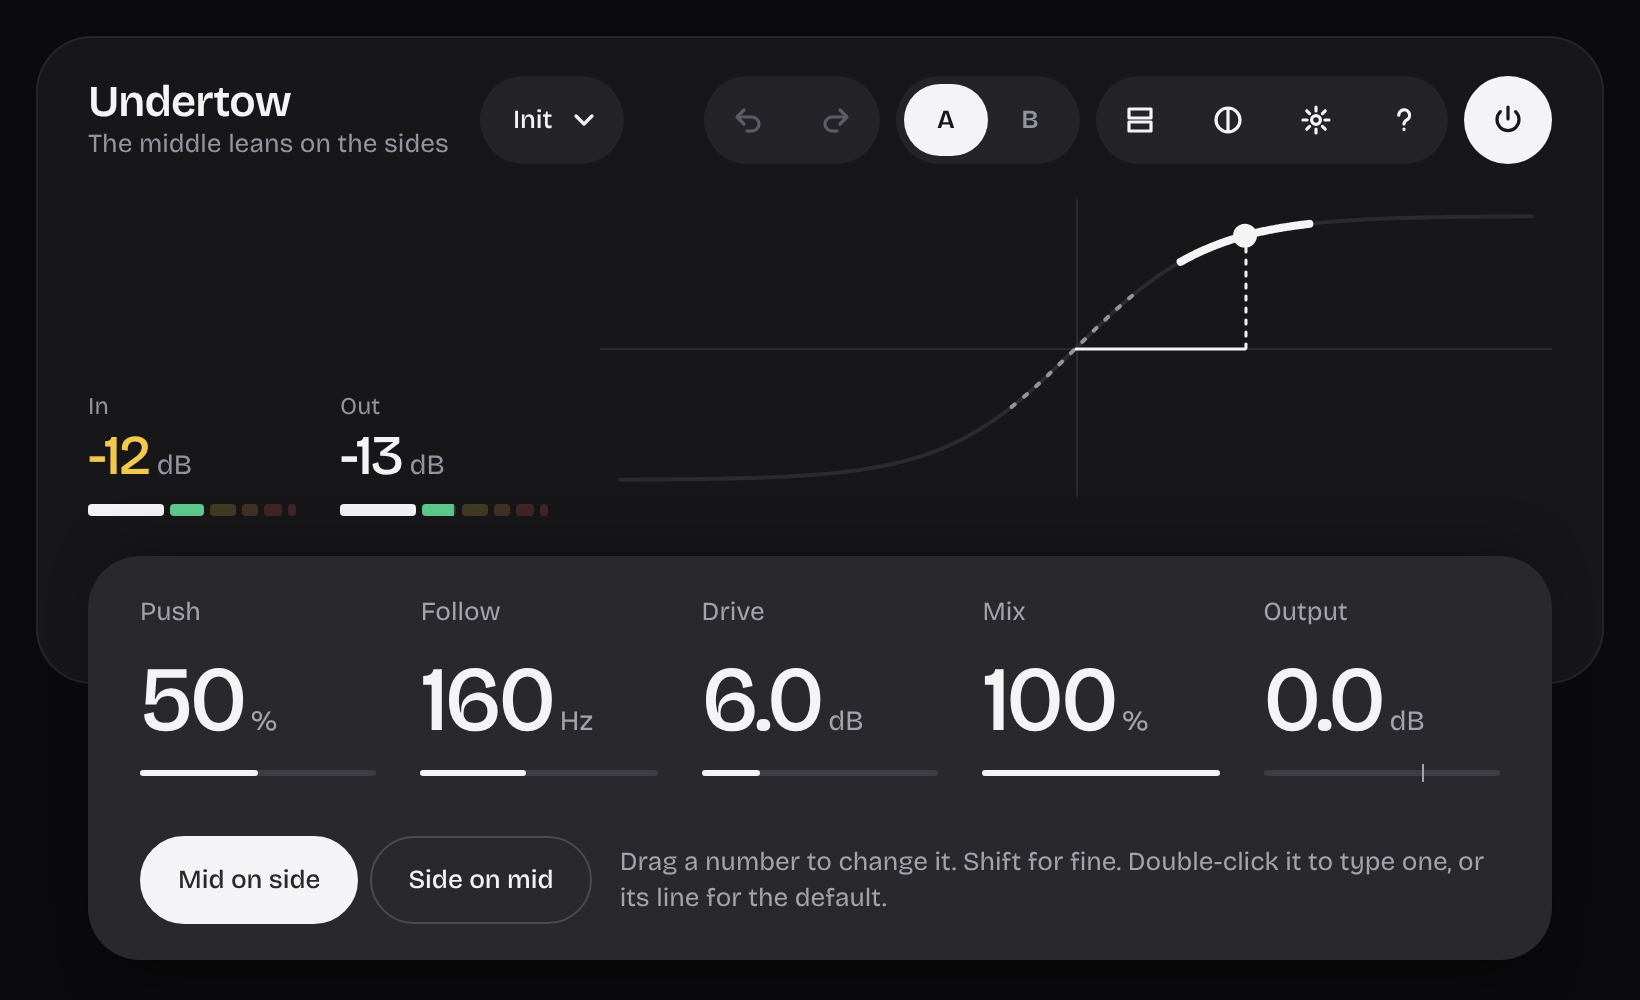 Undertow
The middle leans on the sides
Init
A
B
?
In
-12 dB
Out
-13 dB
Push
50 %
Follow
160 Hz
Drive
6.0 dB
Mix
100 %
Output
0.0 dB
Mid on side
Side on mid
Drag a number to change it. Shift for fine. Double-click it to type one, or
its line for the default.